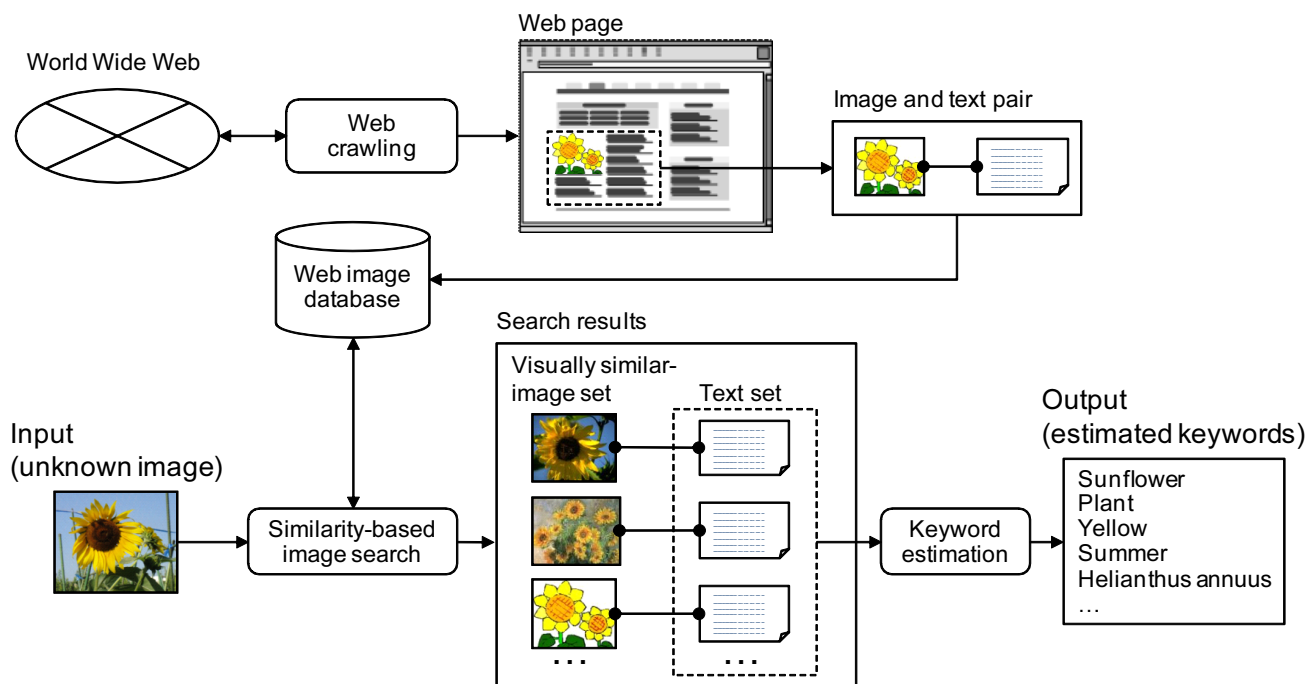 Web page
World Wide Web
Web
crawling
Image and text pair
Web image
database
Search results
Visually similar-
image set
Text set
Input
(unknown image)
Similarity-based
image search
Keyword
estimation
Output
(estimated keywords)
Sunflower
Plant
Yellow
Summer
Helianthus annuus
...
...
...